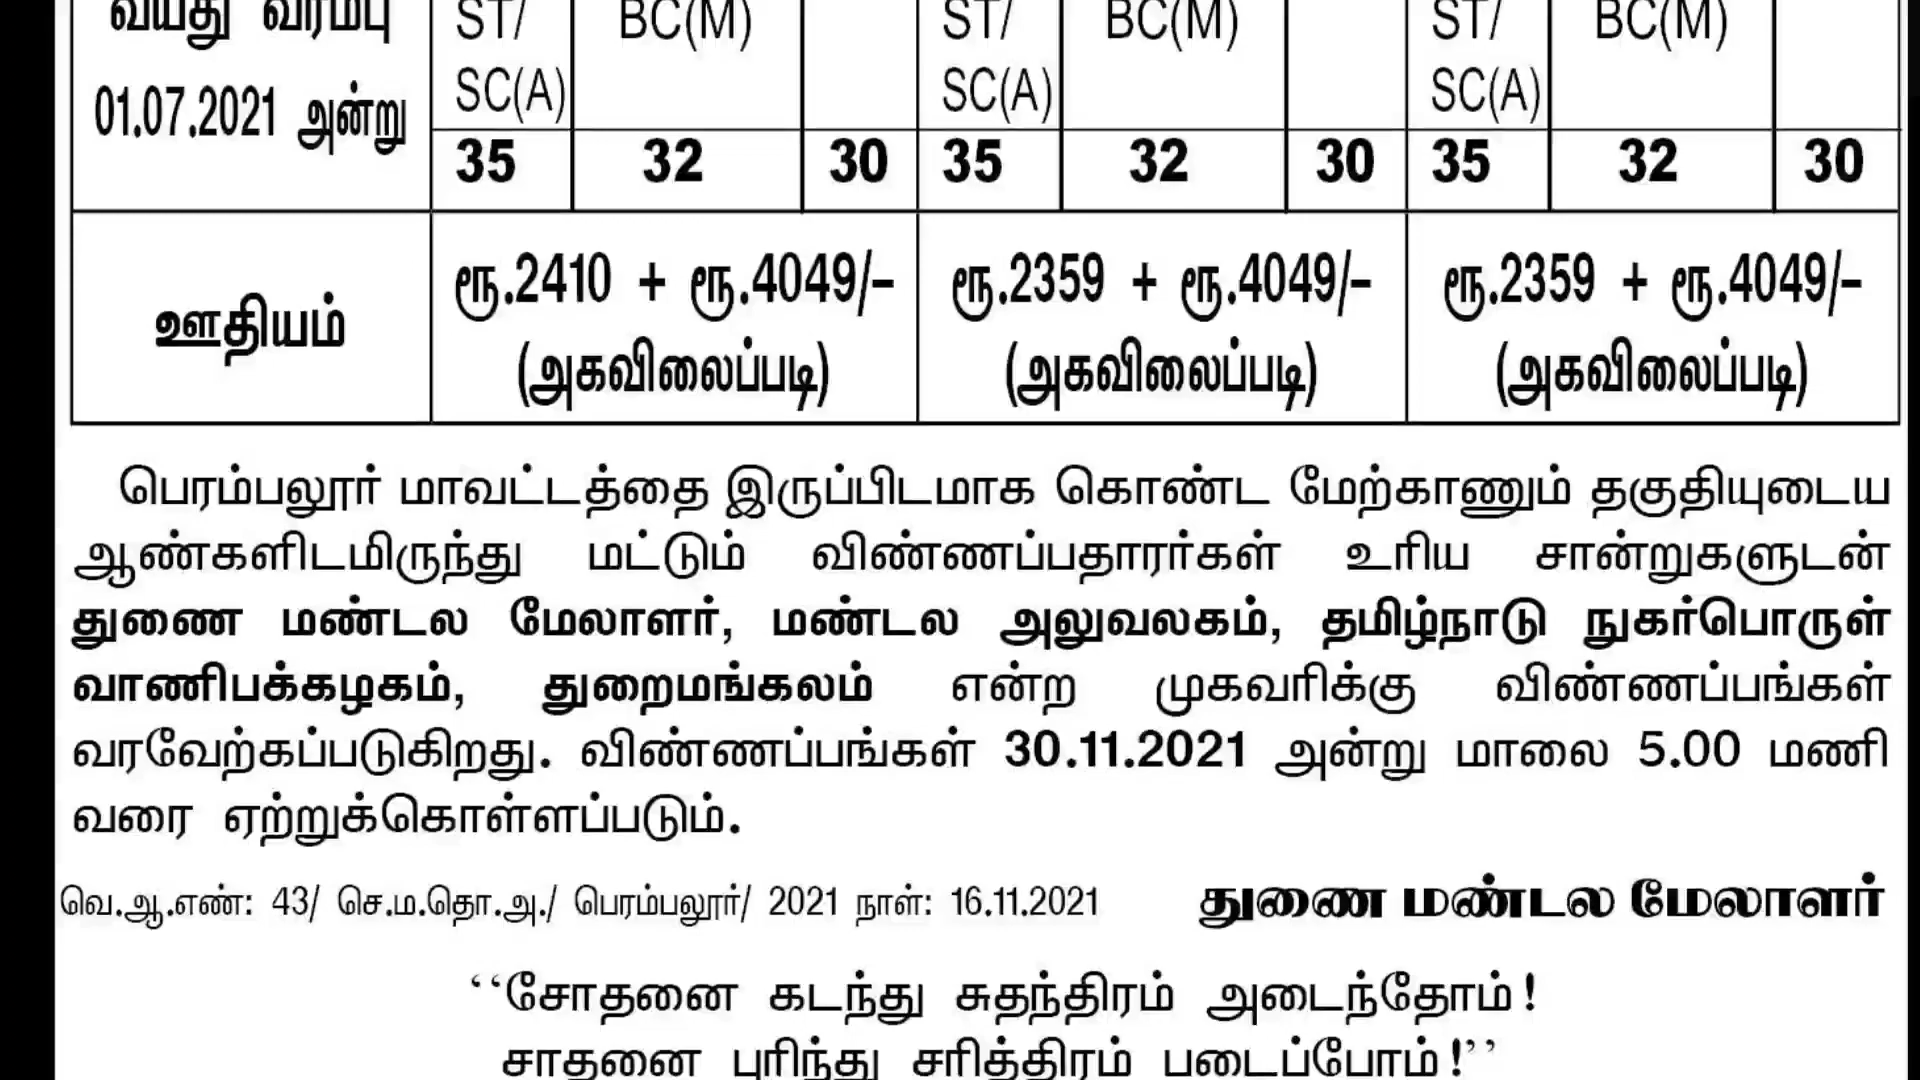 வயது வரம்பு ST/ BC(M) ST/ BC(M) ST/ BC(M)
01.07.2021 அன்று SC(A) SC(A) SC(A)
35 32 30 35 32 30 35 32 30
ஊதியம் ரூ.2410 + ரூ.4049/- ரூ.2359 + ரூ.4049/- ரூ.2359 + ரூ.4049/-
(அகவிலைப்படி) (அகவிலைப்படி) (அகவிலைப்படி)
பெரம்பலூர் மாவட்டத்தை இருப்பிடமாக கொண்ட மேற்காணும் தகுதியுடைய
ஆண்களிடமிருந்து மட்டும் விண்ணப்பதாரர்கள் உரிய சான்றுகளுடன்
துணை மண்டல மேலாளர், மண்டல அலுவலகம், தமிழ்நாடு நுகர்பொருள்
வாணிபக்கழகம், துறைமங்கலம் என்ற முகவரிக்கு விண்ணப்பங்கள்
வரவேற்கப்படுகிறது. விண்ணப்பங்கள் 30.11.2021 அன்று மாலை 5.00 மணி
வரை ஏற்றுக்கொள்ளப்படும்.
வெ.ஆ.எண்: 43/ செ.ம.தொ.அ./ பெரம்பலூர்/ 2021 நாள்: 16.11.2021 துணை மண்டல மேலாளர்
‘‘சோதனை கடந்து சுதந்திரம் அடைந்தோம்!
சாதனை புரிந்து சரித்திரம் படைப்போம்!’’